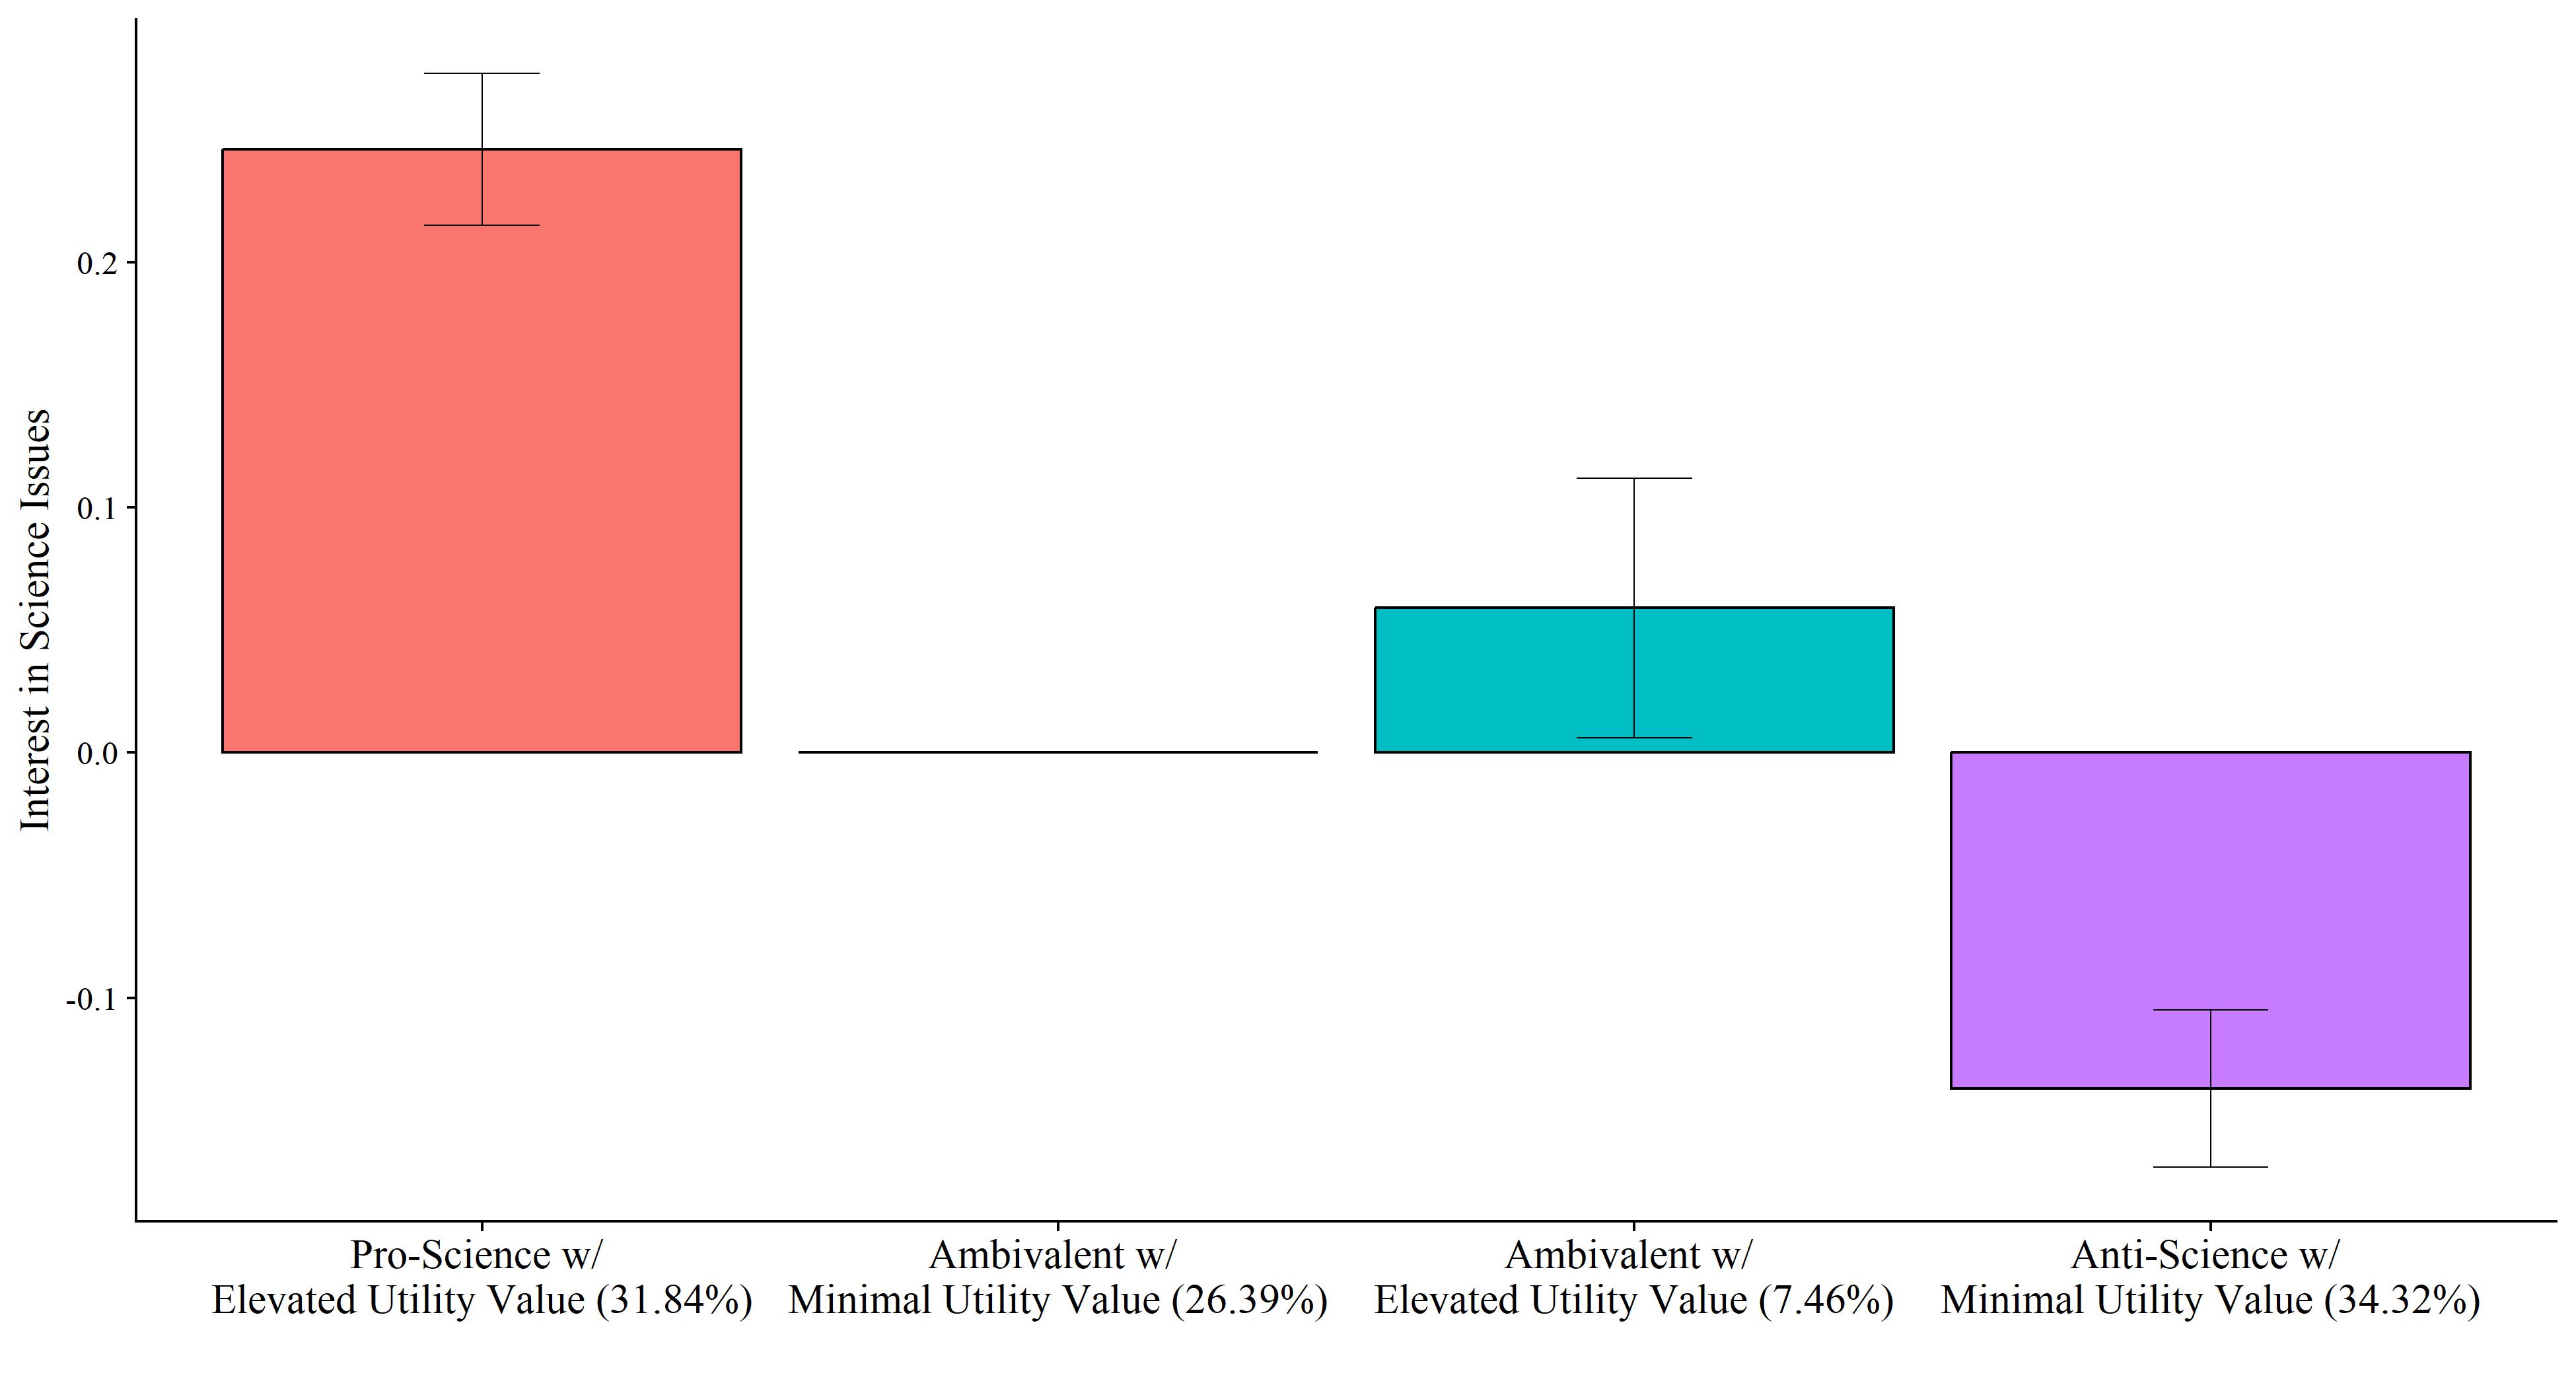 Interest in Science Issues
0.2
0.1
0.0
-0.1
Pro-Science w/
Elevated Utility Value (31.84%)
Ambivalent w/
Minimal Utility Value (26.39%)
Ambivalent w/
Elevated Utility Value (7.46%)
Anti-Science w/
Minimal Utility Value (34.32%)